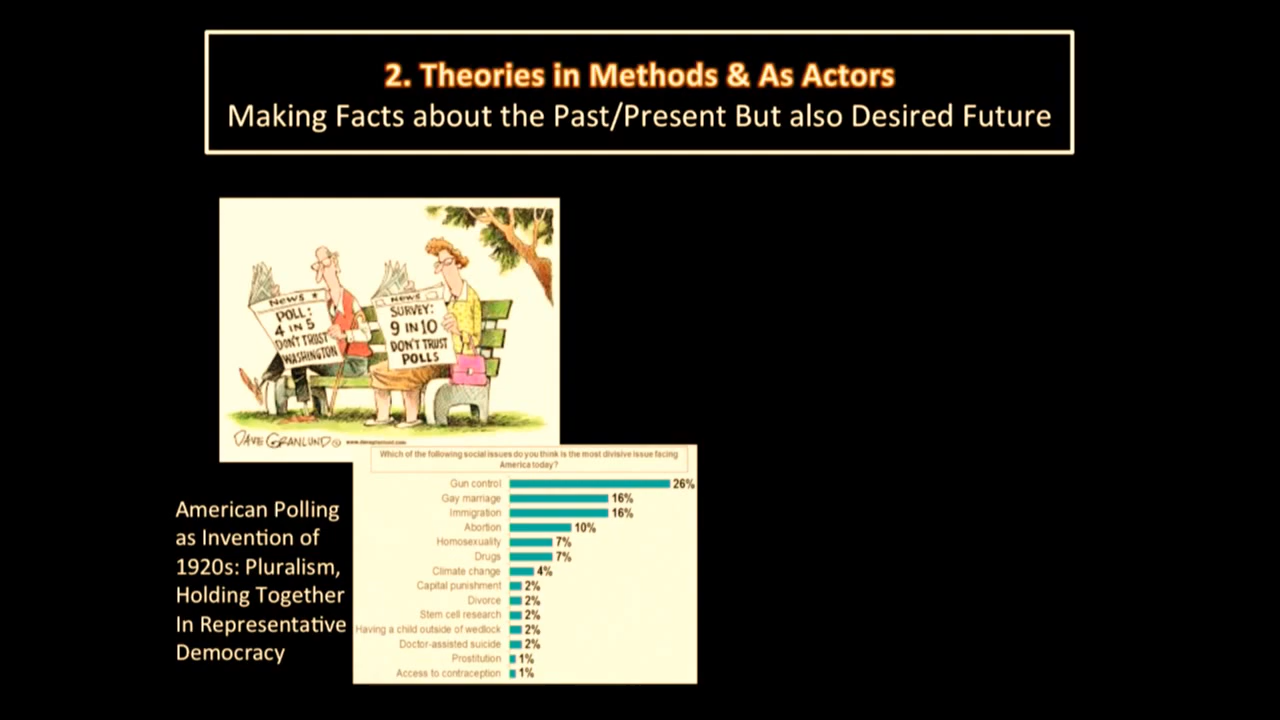 2. Theories in Methods & As Actors
Making Facts about the Past/Present But also Desired Future
NEWS
POLL:
4 IN 5
DON'T TRUST
WASHINGTON
NEWS
SURVEY:
9 IN 10
DON'T TRUST
POLLS
DAVE GRANLUND © www.davegranlund.com
Which of the following social issues do you think is the most divisive issue facing
America today?
Gun control 26%
Gay marriage 16%
Immigration 16%
Abortion 10%
Homosexuality 7%
Drugs 7%
Climate change 4%
Capital punishment 2%
Divorce 2%
Stem cell research 2%
Having a child outside of wedlock 2%
Doctor-assisted suicide 2%
Prostitution 1%
Access to contraception 1%
American Polling
as Invention of
1920s: Pluralism,
Holding Together
In Representative
Democracy